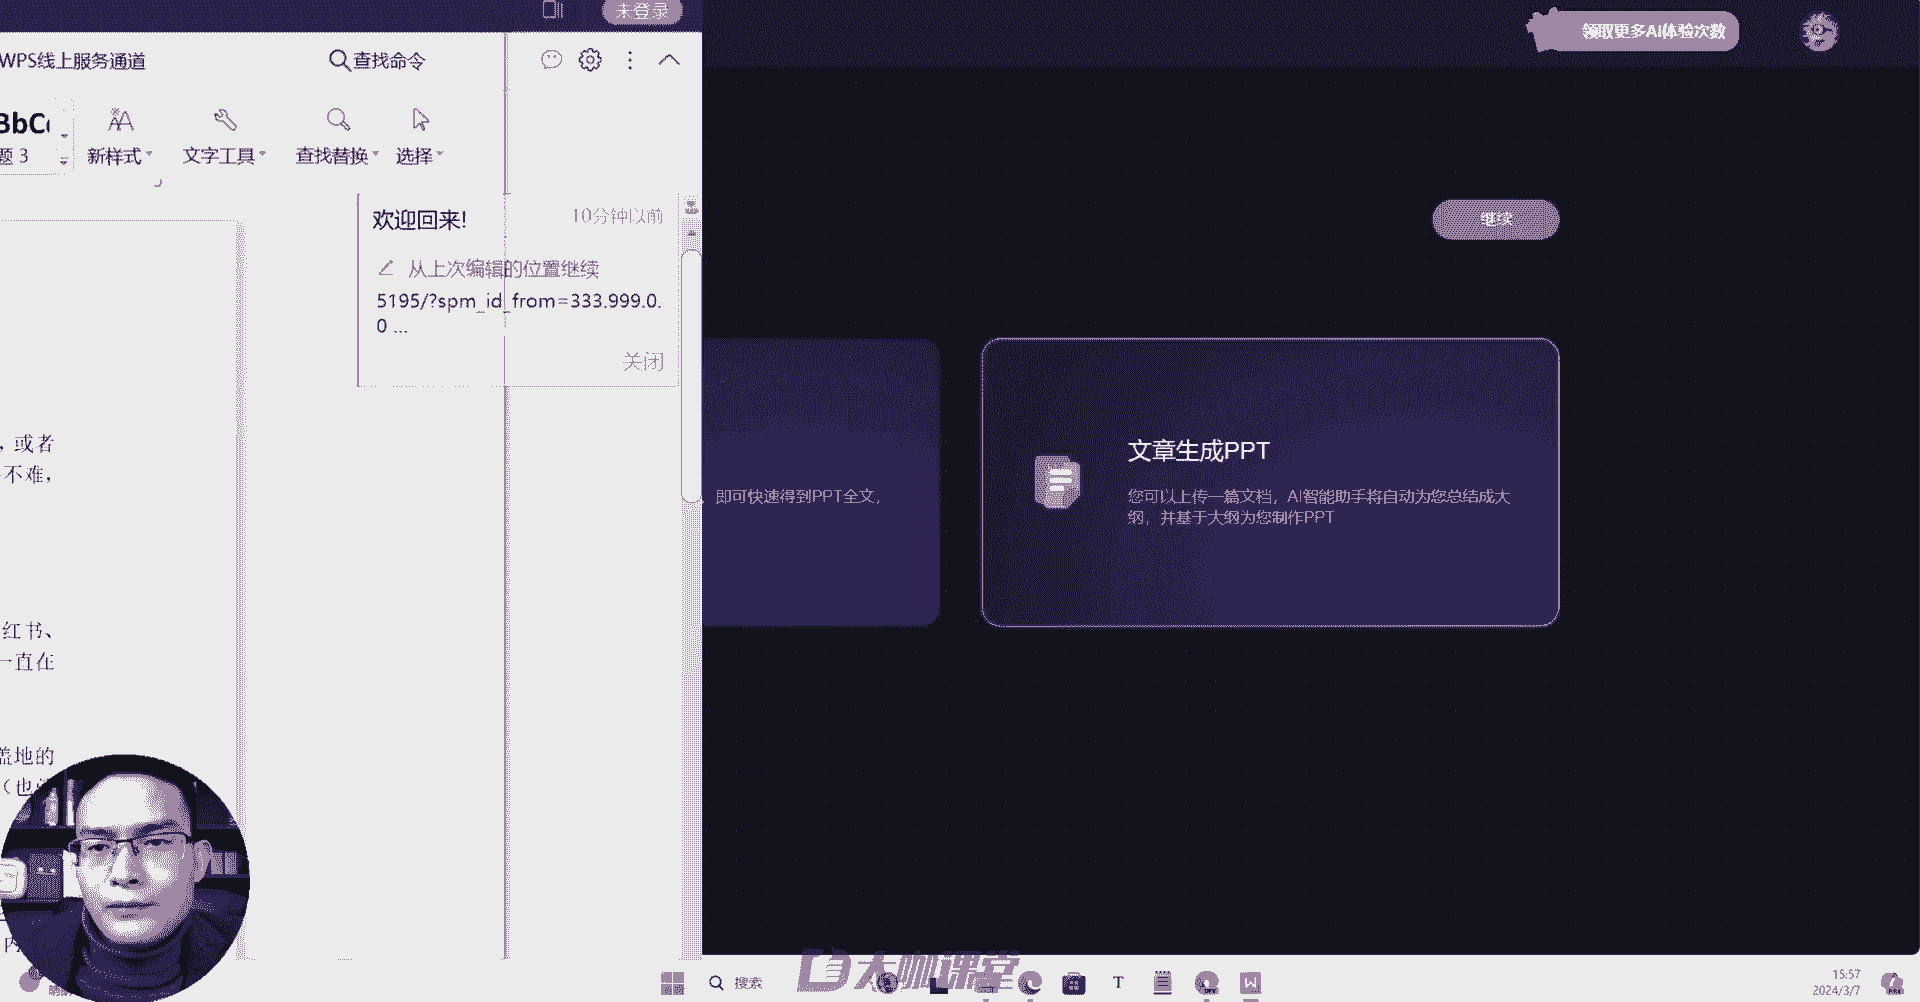 未登录
领取更多AI体验次数
WPS线上服务通道
查找命令
BbC
题 3
新样式
文字工具
查找替换
选择
欢迎回来!
10分钟以前
从上次编辑的位置继续
5195/?spm_id_from=333.999.0.
0 ...
关闭
继续
，或者
不难，
文章生成PPT
即可快速得到PPT全文，
您可以上传一篇文档，AI智能助手将自动为您总结成大
纲，并基于大纲为您制作PPT
红书、
一直在
盖地的
（也
内
大咖课堂
搜索
T
W
15:57
2024/3/7